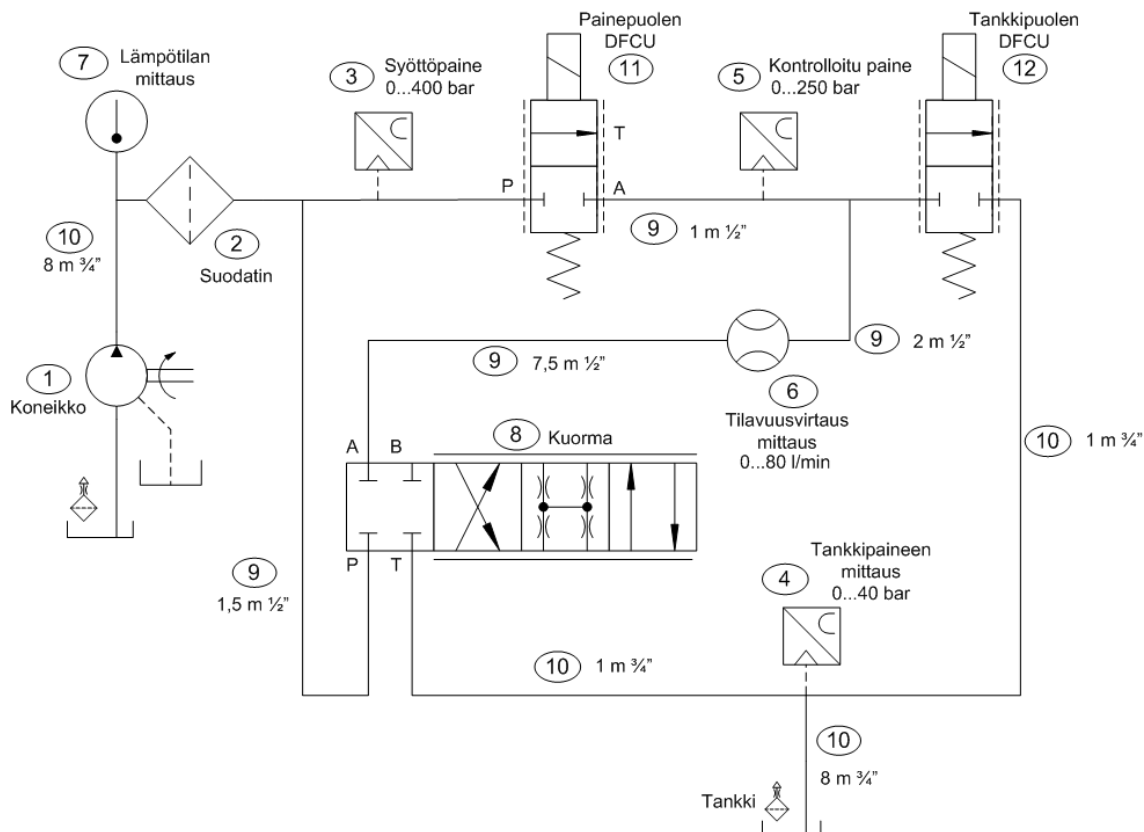 7
Lämpötilan
mittaus
3
Syöttöpaine
0...400 bar
Painepuolen
DFCU
11
5
Kontrolloitu paine
0...250 bar
Tankkipuolen
DFCU
12
T
P
A
10
8 m ¾”
2
Suodatin
9
1 m ½”
1
Koneikko
9
7,5 m ½”
9
2 m ½”
6
Tilavuusvirtaus
mittaus
0...80 l/min
A
B
8
Kuorma
10
1 m ¾”
P
T
9
1,5 m ½”
4
Tankkipaineen
mittaus
0...40 bar
10
1 m ¾”
10
8 m ¾”
Tankki